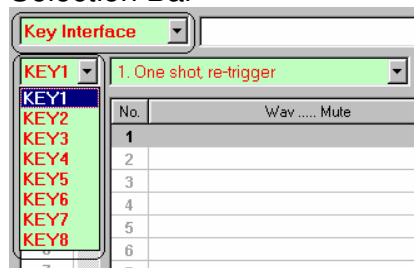 Selection Bar
Key Interface
KEY1 1. One shot, re-trigger
KEY1
KEY2
KEY3
KEY4
KEY5
KEY6
KEY7
KEY8
No. Wav ..... Mute
1
2
3
4
5
6